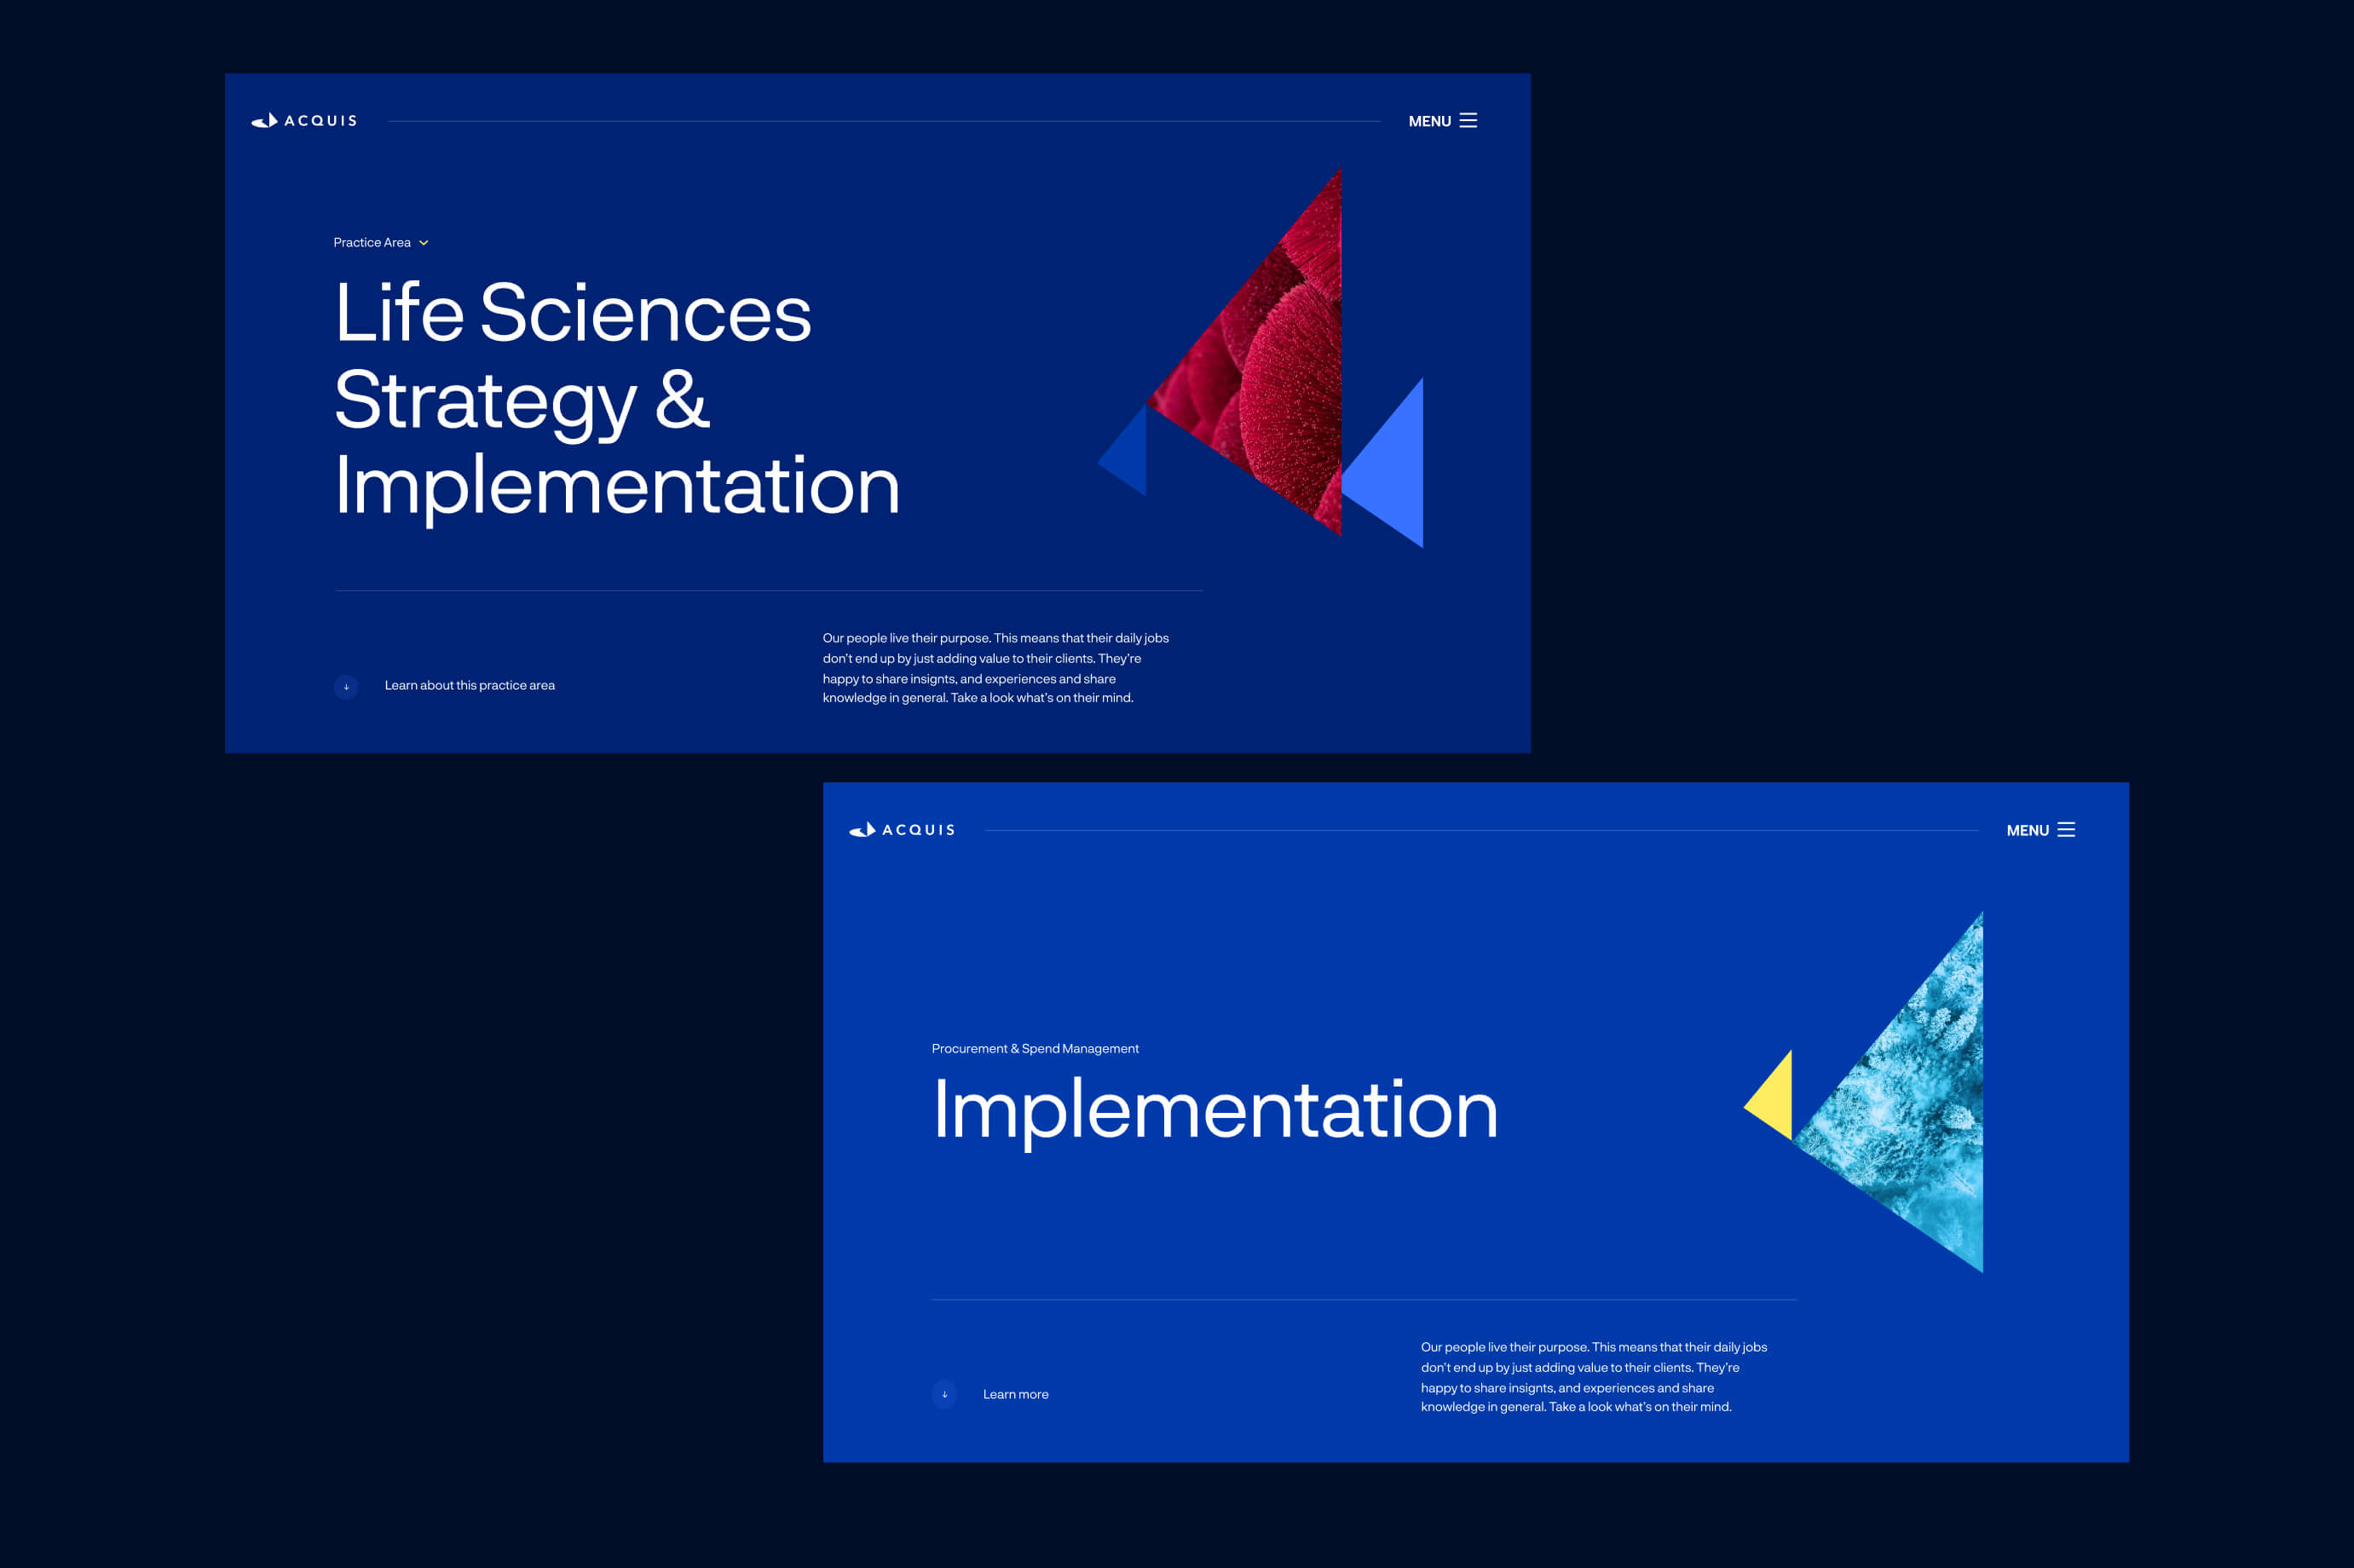 ACQUIS
MENU
Practice Area
Life Sciences
Strategy &
Implementation
Our people live their purpose. This means that their daily jobs
don't end up by just adding value to their clients. They're
happy to share insignts, and experiences and share
knowledge in general. Take a look what's on their mind.
Learn about this practice area
ACQUIS
MENU
Procurement & Spend Management
Implementation
Our people live their purpose. This means that their daily jobs
don't end up by just adding value to their clients. They're
happy to share insignts, and experiences and share
knowledge in general. Take a look what's on their mind.
Learn more